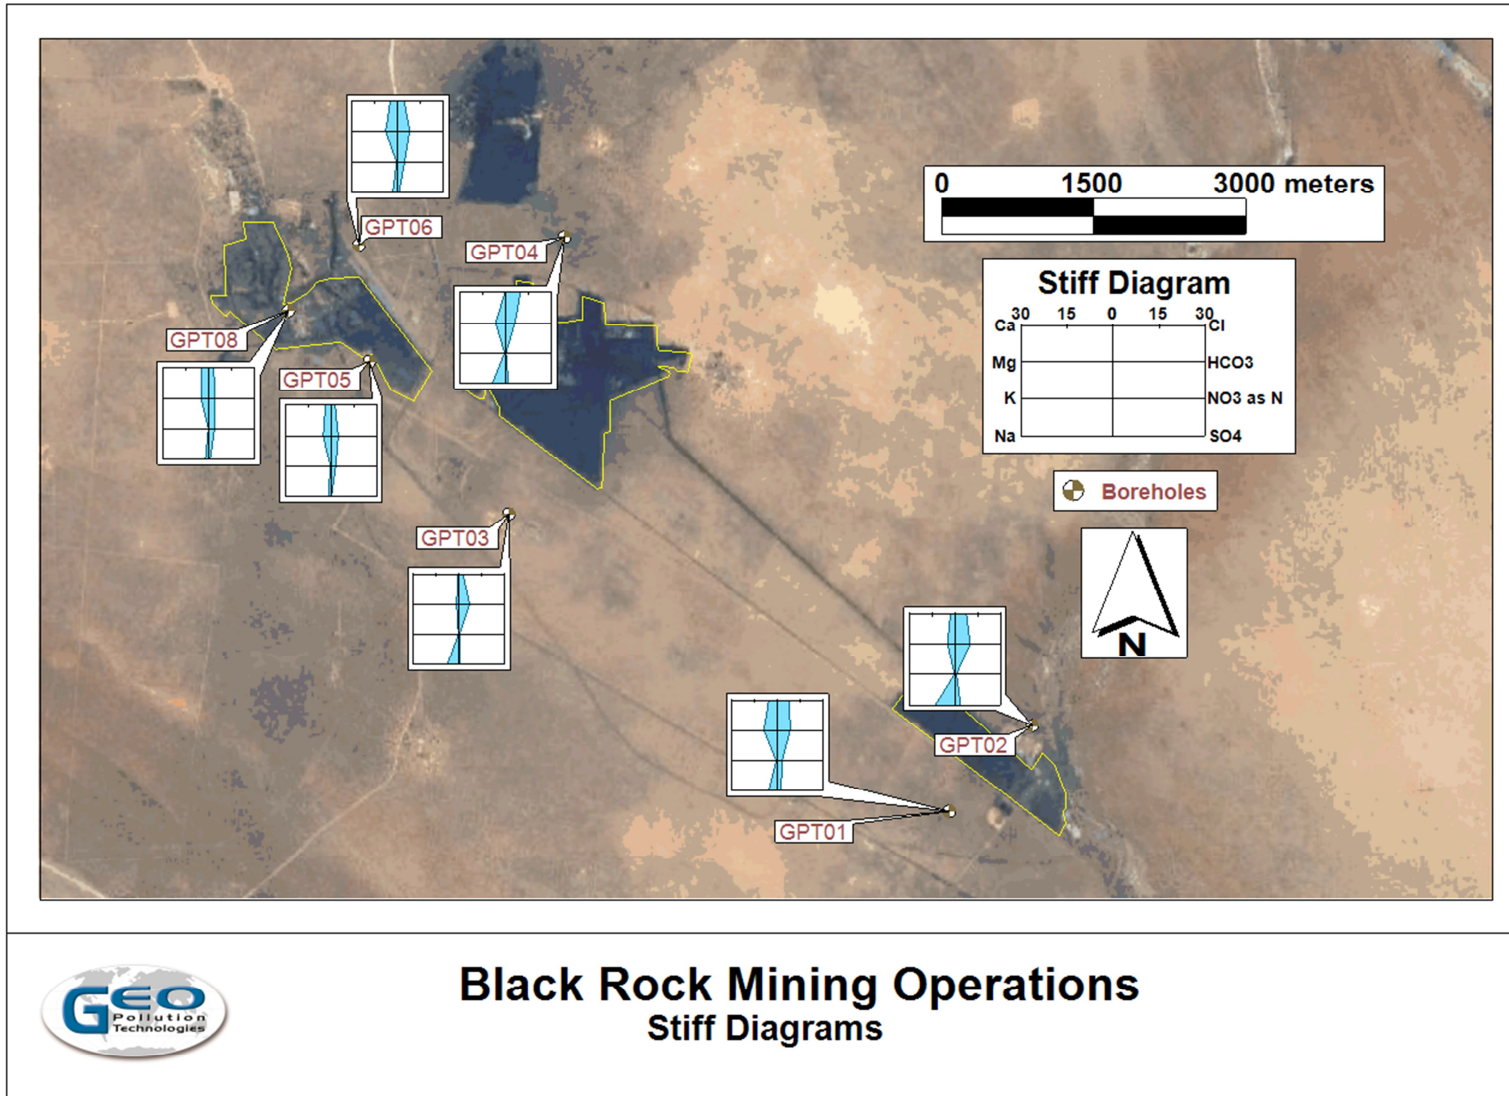 GPT06
GPT04
GPT08
GPT05
GPT03
GPT02
GPT01
0 1500 3000 meters
Stiff Diagram
30 15 0 15 30
Ca Cl
Mg HCO3
K NO3 as N
Na SO4
Boreholes
N
GEO
Pollution
Technologies
Black Rock Mining Operations
Stiff Diagrams